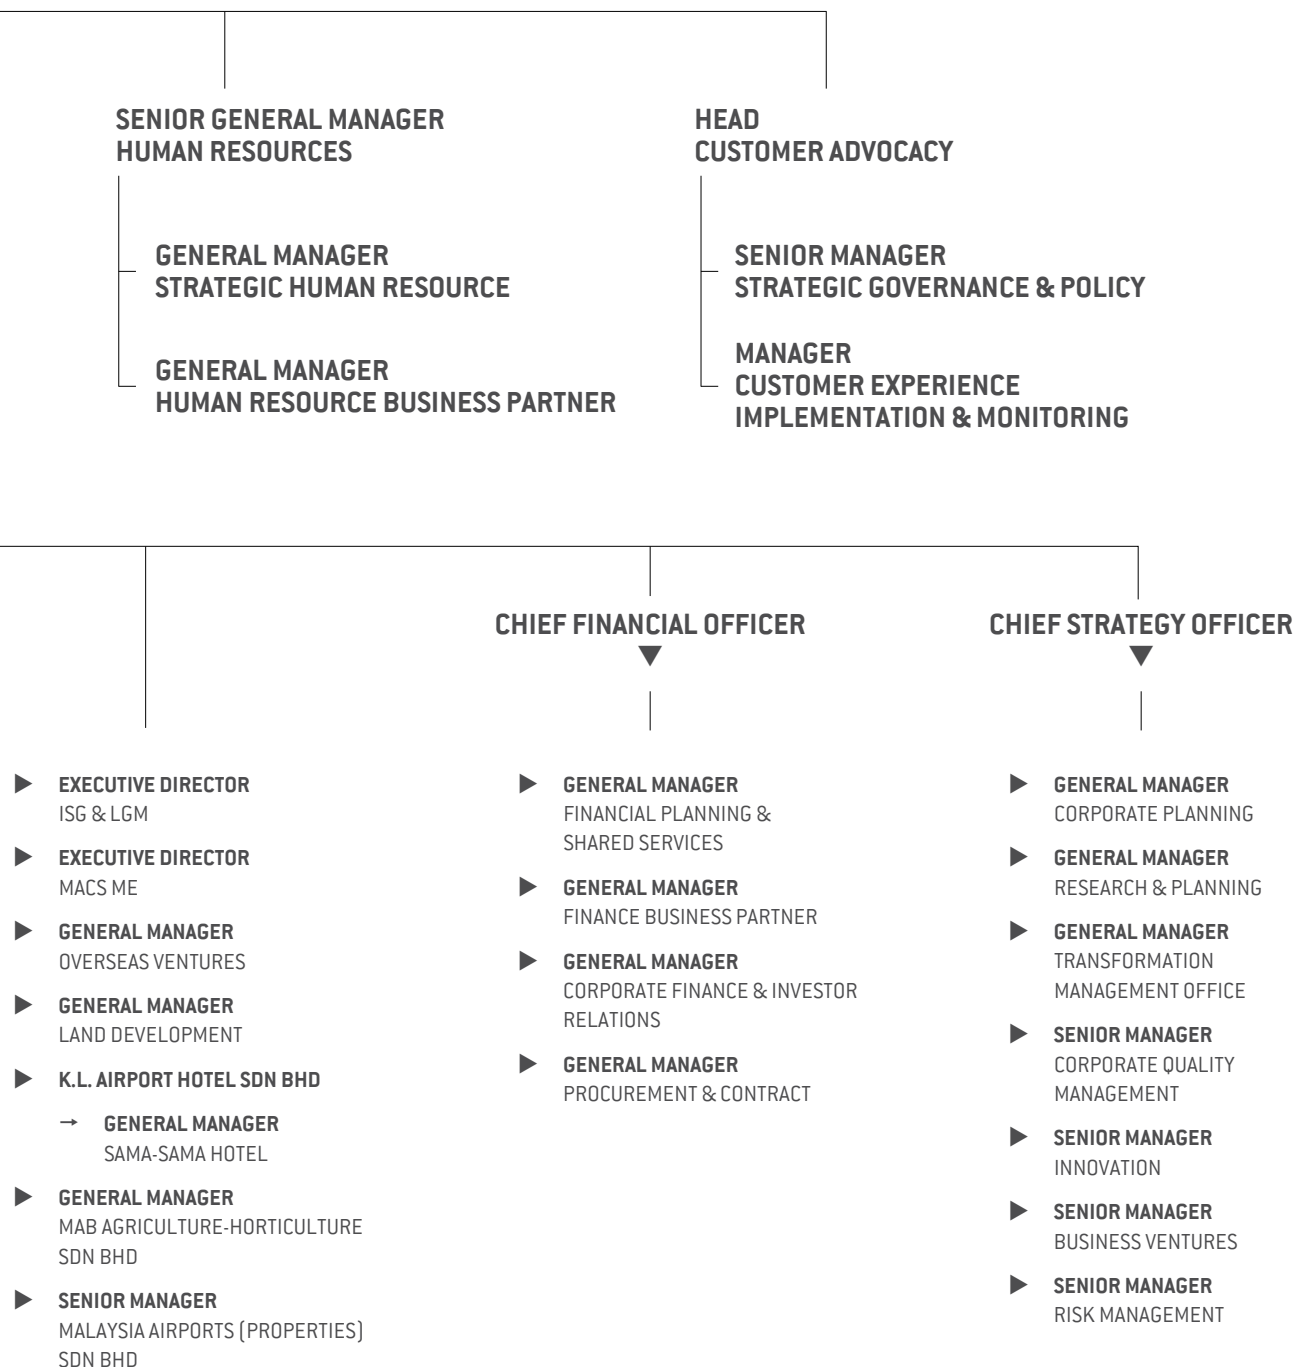 SENIOR GENERAL MANAGER
HUMAN RESOURCES
GENERAL MANAGER
STRATEGIC HUMAN RESOURCE
GENERAL MANAGER
HUMAN RESOURCE BUSINESS PARTNER
HEAD
CUSTOMER ADVOCACY
SENIOR MANAGER
STRATEGIC GOVERNANCE & POLICY
MANAGER
CUSTOMER EXPERIENCE
IMPLEMENTATION & MONITORING
EXECUTIVE DIRECTOR
ISG & LGM
EXECUTIVE DIRECTOR
MACS ME
GENERAL MANAGER
OVERSEAS VENTURES
GENERAL MANAGER
LAND DEVELOPMENT
K.L. AIRPORT HOTEL SDN BHD
→ GENERAL MANAGER
SAMA-SAMA HOTEL
GENERAL MANAGER
MAB AGRICULTURE-HORTICULTURE
SDN BHD
SENIOR MANAGER
MALAYSIA AIRPORTS (PROPERTIES)
SDN BHD
CHIEF FINANCIAL OFFICER
GENERAL MANAGER
FINANCIAL PLANNING &
SHARED SERVICES
GENERAL MANAGER
FINANCE BUSINESS PARTNER
GENERAL MANAGER
CORPORATE FINANCE & INVESTOR
RELATIONS
GENERAL MANAGER
PROCUREMENT & CONTRACT
CHIEF STRATEGY OFFICER
GENERAL MANAGER
CORPORATE PLANNING
GENERAL MANAGER
RESEARCH & PLANNING
GENERAL MANAGER
TRANSFORMATION
MANAGEMENT OFFICE
SENIOR MANAGER
CORPORATE QUALITY
MANAGEMENT
SENIOR MANAGER
INNOVATION
SENIOR MANAGER
BUSINESS VENTURES
SENIOR MANAGER
RISK MANAGEMENT